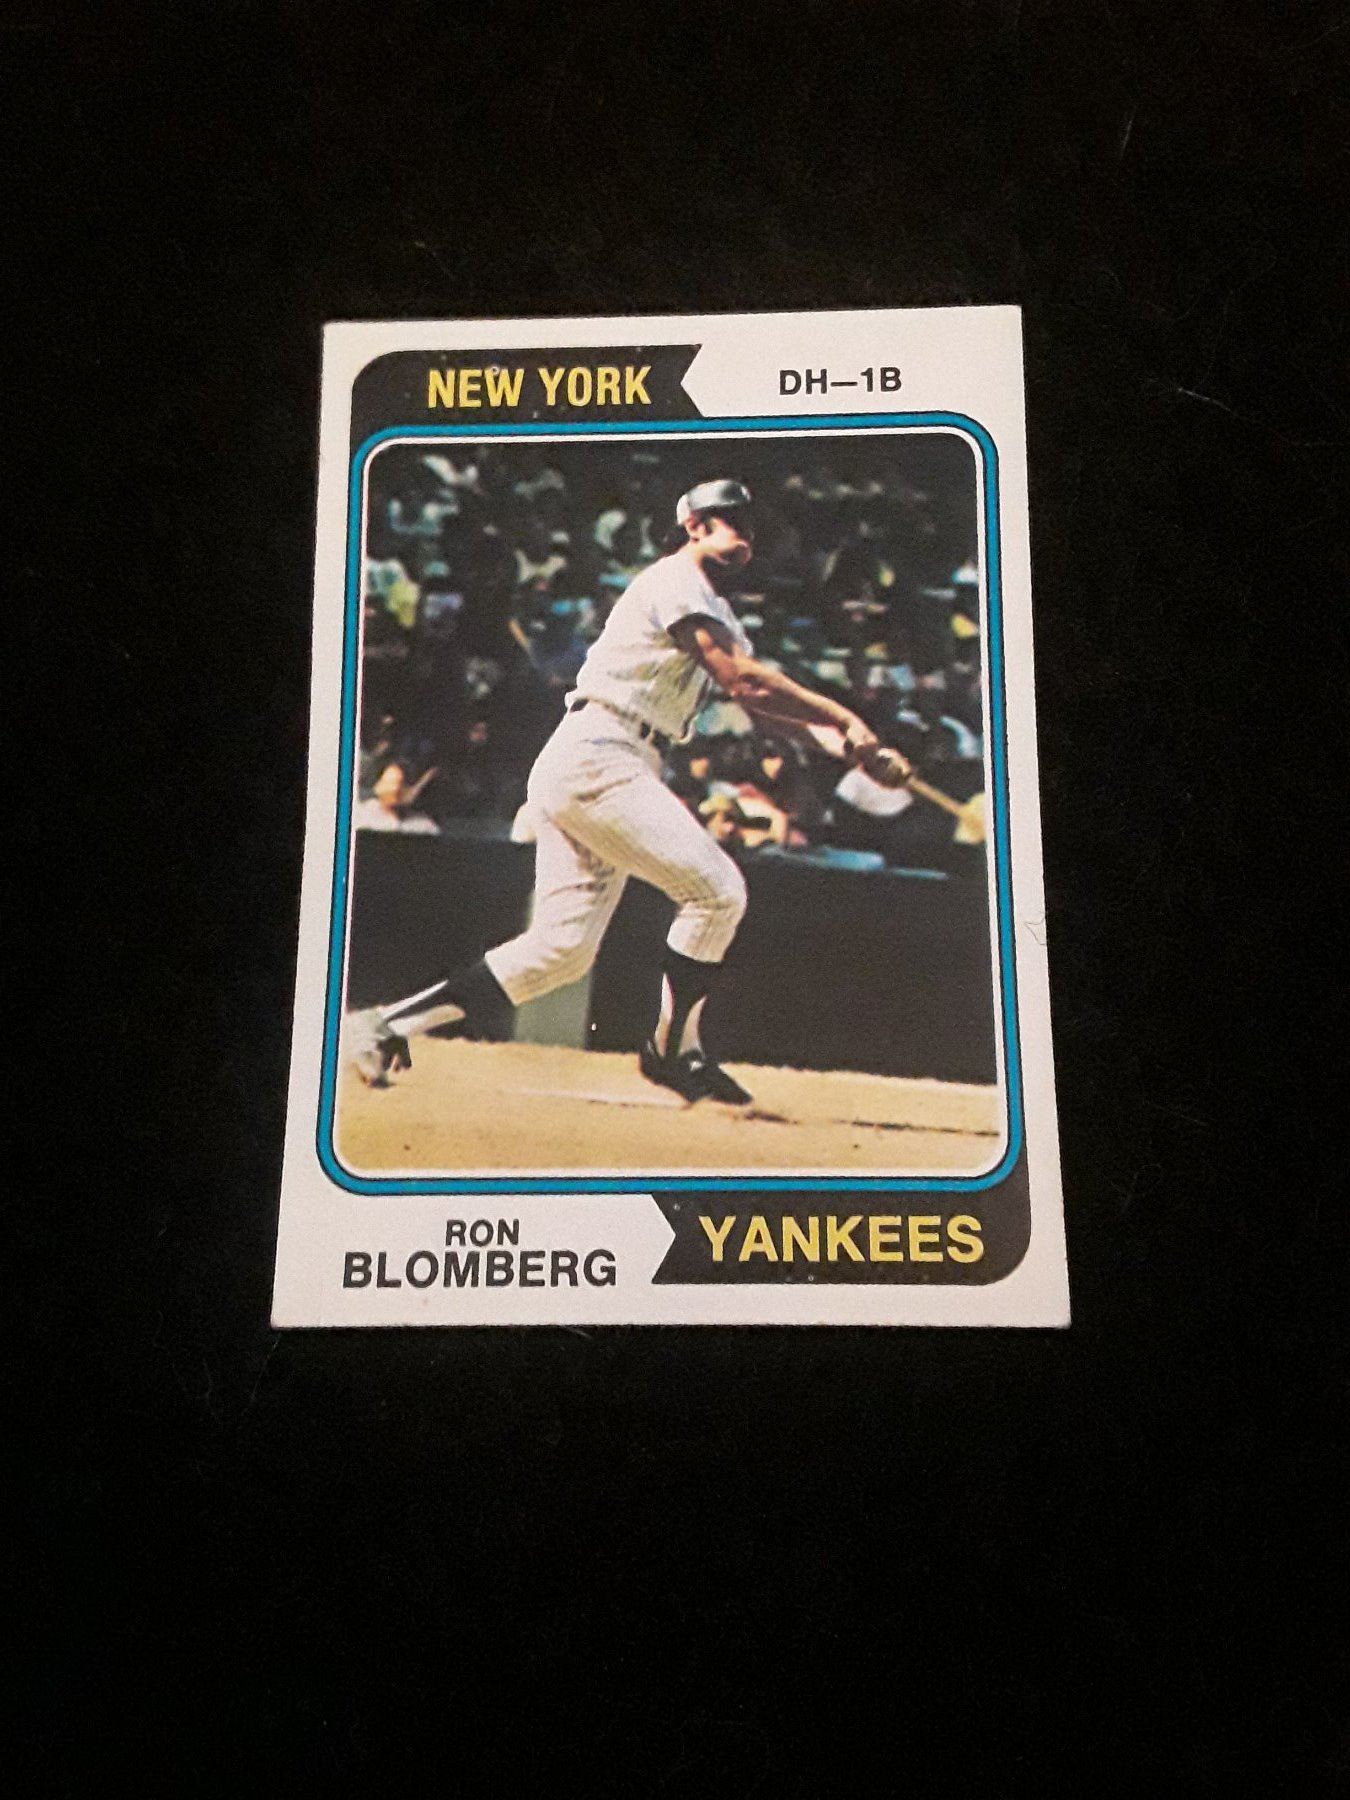 NEW YORK
DH–1B
RON
BLOMBERG
YANKEES